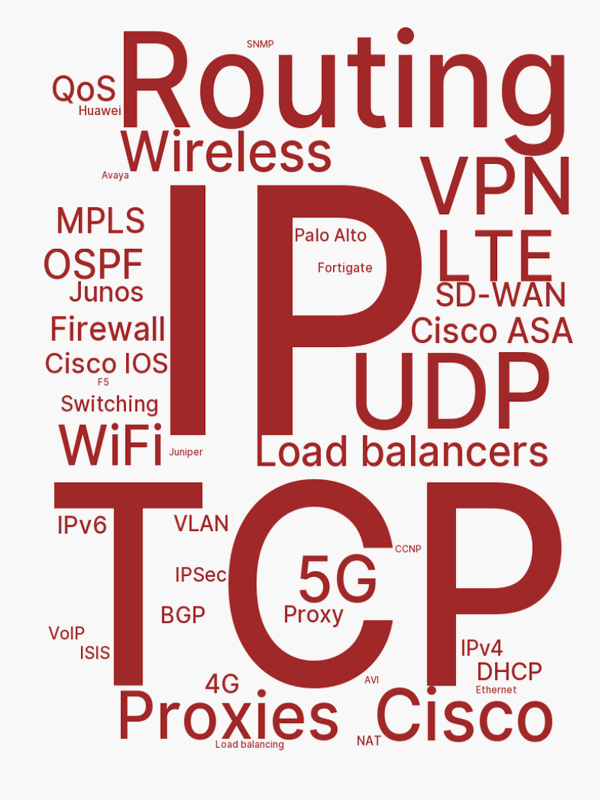 SNMP
Routing
QoS
Huawei
Wireless
Avaya
VPN
IP
MPLS
Palo Alto
LTE
OSPF
Fortigate
Junos
SD-WAN
Firewall
Cisco ASA
Cisco IOS
F5
UDP
Switching
WiFi
Juniper
Load balancers
TCP
IPv6
VLAN
CCNP
IPSec
5G
BGP
Proxy
VoIP
ISIS
IPv4
DHCP
4G
AVI
Ethernet
Proxies
Cisco
NAT
Load balancing